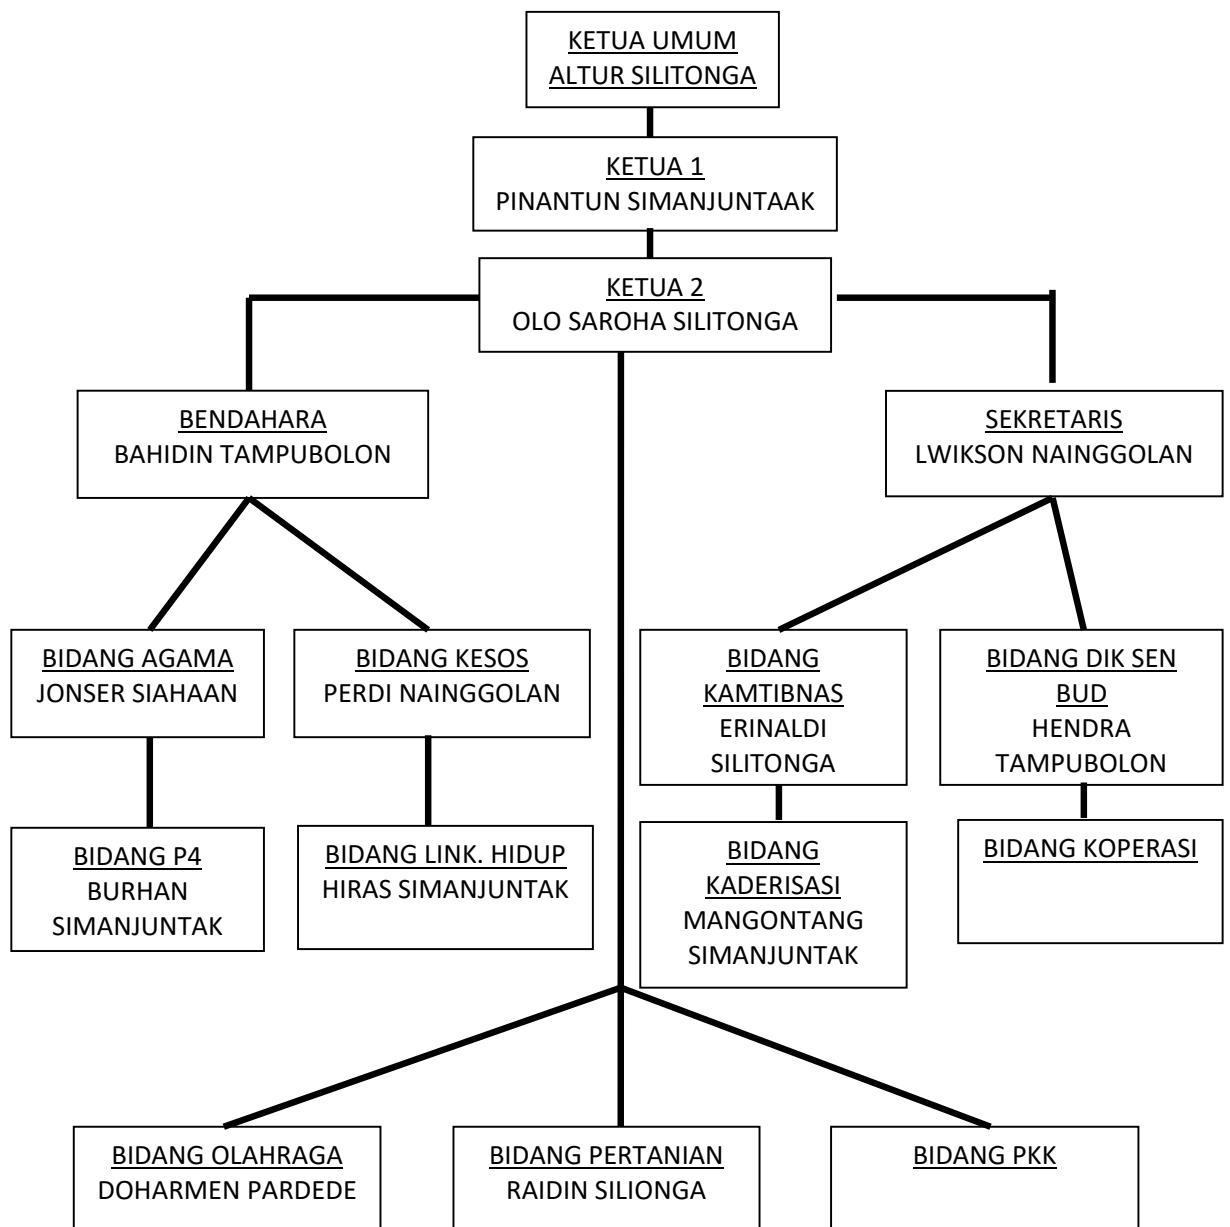 KETUA UMUM
ALTUR SILITONGA
KETUA 1
PINANTUN SIMANJUNTAAK
KETUA 2
OLO SAROHA SILITONGA
BENDAHARA
BAHIDIN TAMPUBOLON
SEKRETARIS
LWIKSON NAINGGOLAN
BIDANG AGAMA
JONSER SIAHAAN
BIDANG KESOS
PERDI NAINGGOLAN
BIDANG
KAMTIBNAS
ERINALDI
SILITONGA
BIDANG DIK SEN
BUD
HENDRA
TAMPUBOLON
BIDANG P4
BURHAN
SIMANJUNTAK
BIDANG LINK. HIDUP
HIRAS SIMANJUNTAK
BIDANG
KADERISASI
MANGONTANG
SIMANJUNTAK
BIDANG KOPERASI
BIDANG OLAHRAGA
DOHARMEN PARDEDE
BIDANG PERTANIAN
RAIDIN SILIONGA
BIDANG PKK